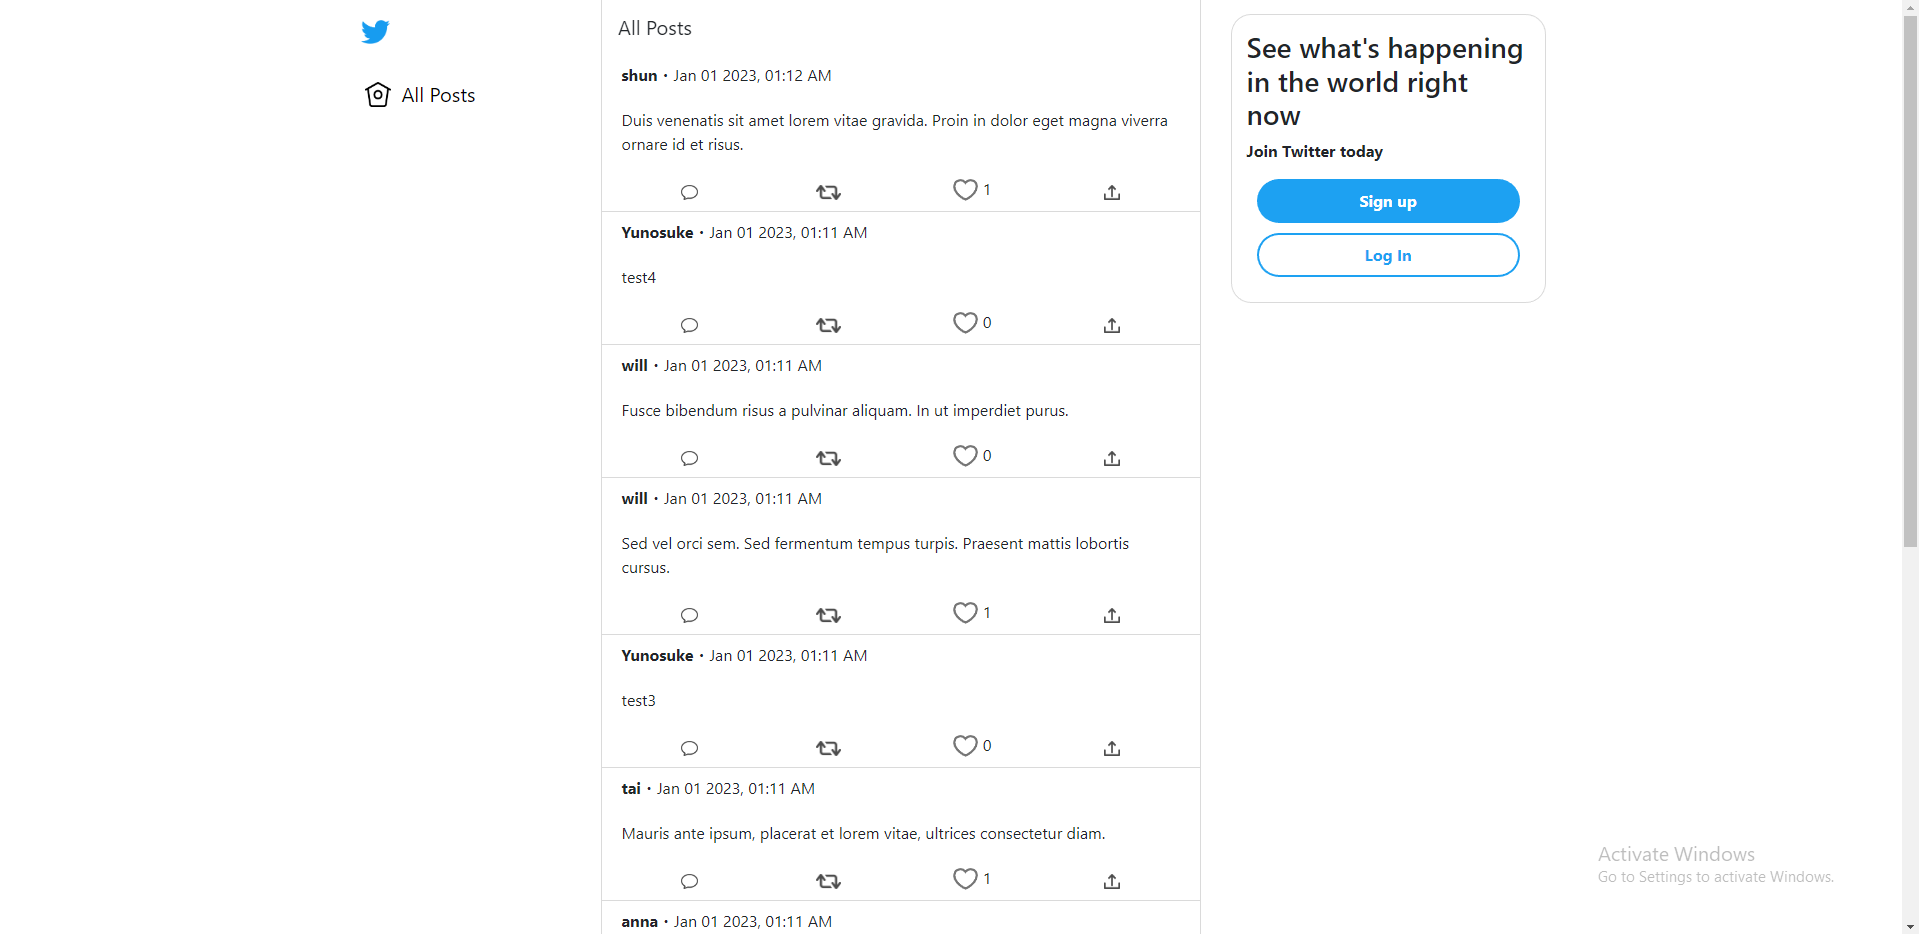 All Posts
All Posts
shun • Jan 01 2023, 01:12 AM
Duis venenatis sit amet lorem vitae gravida. Proin in dolor eget magna viverra
ornare id et risus.
1
Yunosuke • Jan 01 2023, 01:11 AM
test4
0
will • Jan 01 2023, 01:11 AM
Fusce bibendum risus a pulvinar aliquam. In ut imperdiet purus.
0
will • Jan 01 2023, 01:11 AM
Sed vel orci sem. Sed fermentum tempus turpis. Praesent mattis lobortis
cursus.
1
Yunosuke • Jan 01 2023, 01:11 AM
test3
0
tai • Jan 01 2023, 01:11 AM
Mauris ante ipsum, placerat et lorem vitae, ultrices consectetur diam.
1
anna • Jan 01 2023, 01:11 AM
See what's happening
in the world right
now
Join Twitter today
Sign up
Log In
Activate Windows
Go to Settings to activate Windows.